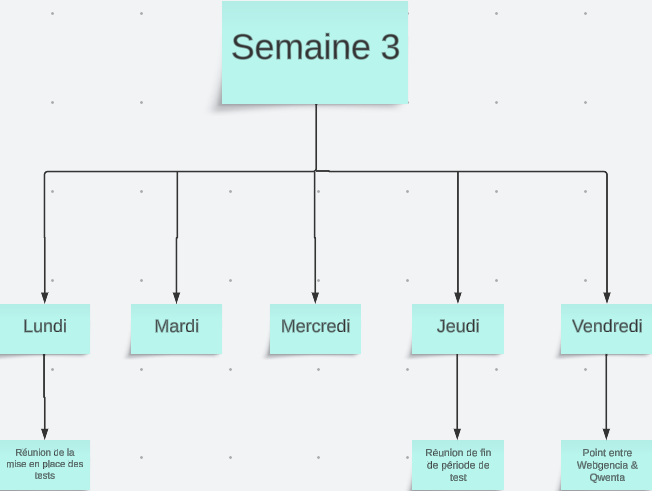 Semaine 3
Lundi
Mardi
Mercredi
Jeudi
Vendredi
Réunion de la
mise en place des
tests
Réunion de fin
de période de
test
Point entre
Webgencia &
Qwenta